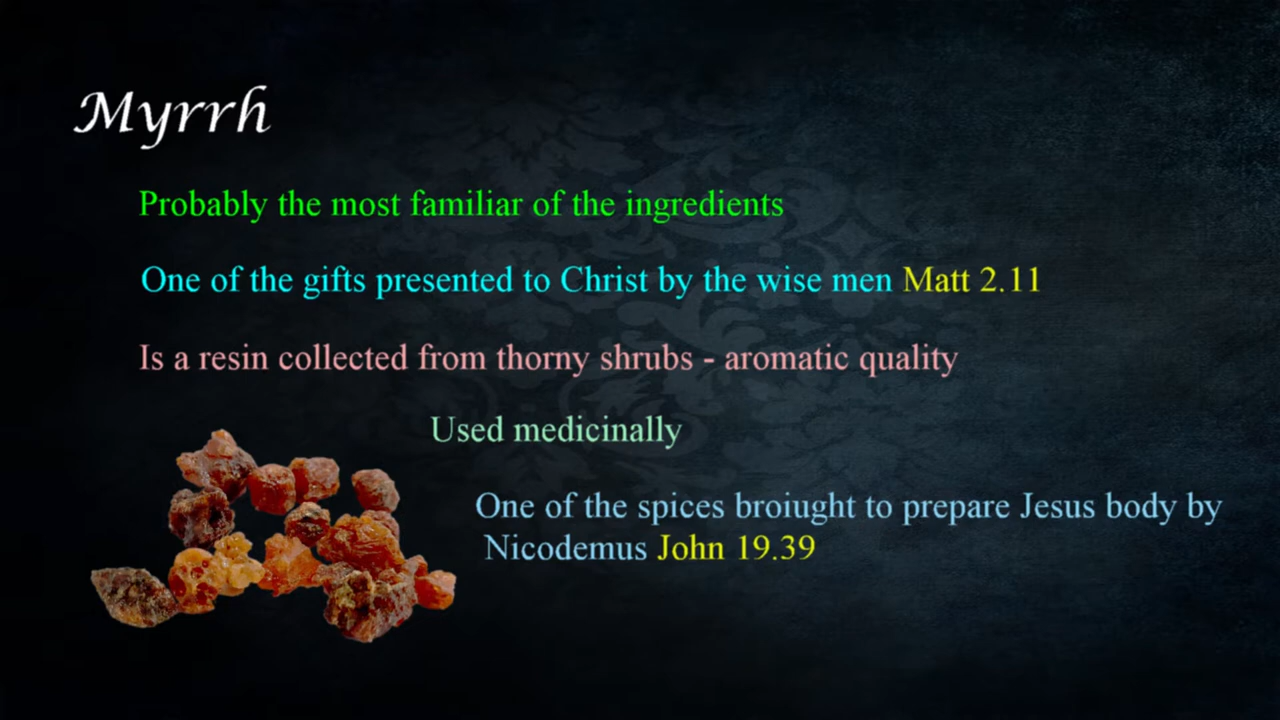 Myrrh
Probably the most familiar of the ingredients
One of the gifts presented to Christ by the wise men Matt 2.11
Is a resin collected from thorny shrubs - aromatic quality
Used medicinally
One of the spices broiught to prepare Jesus body by
Nicodemus John 19.39